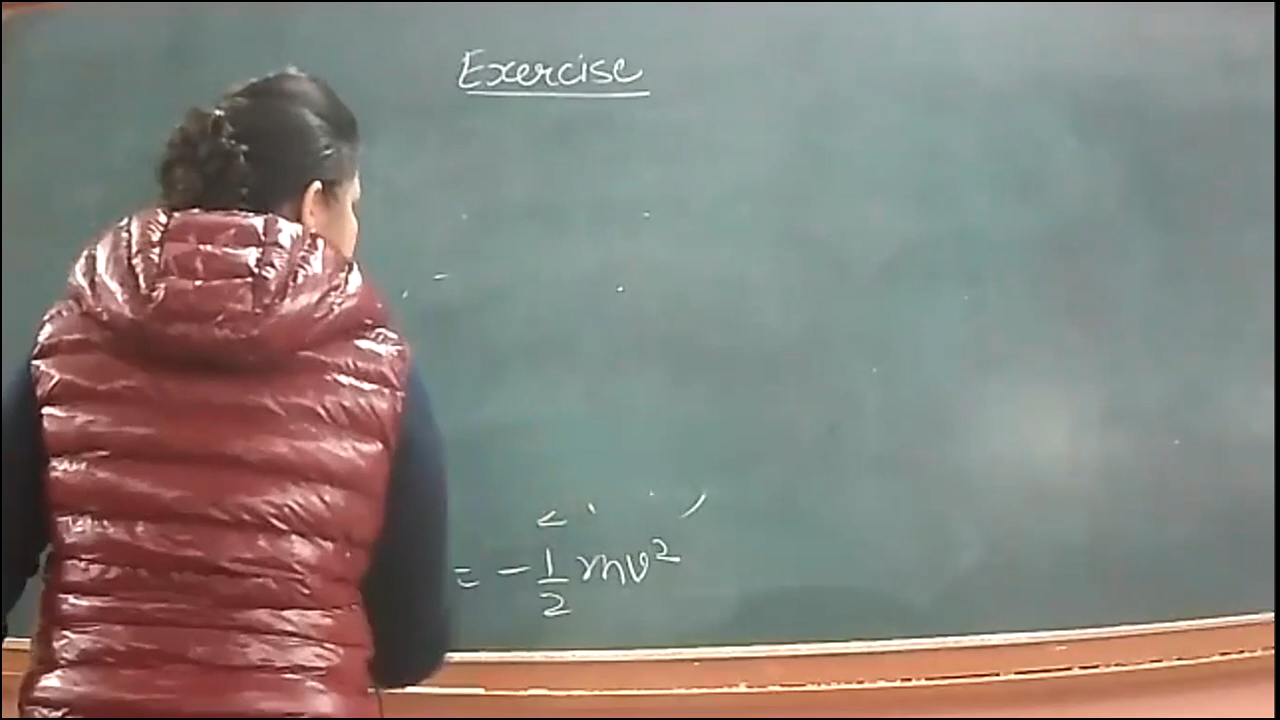 Exercise
= -1/2 mv²